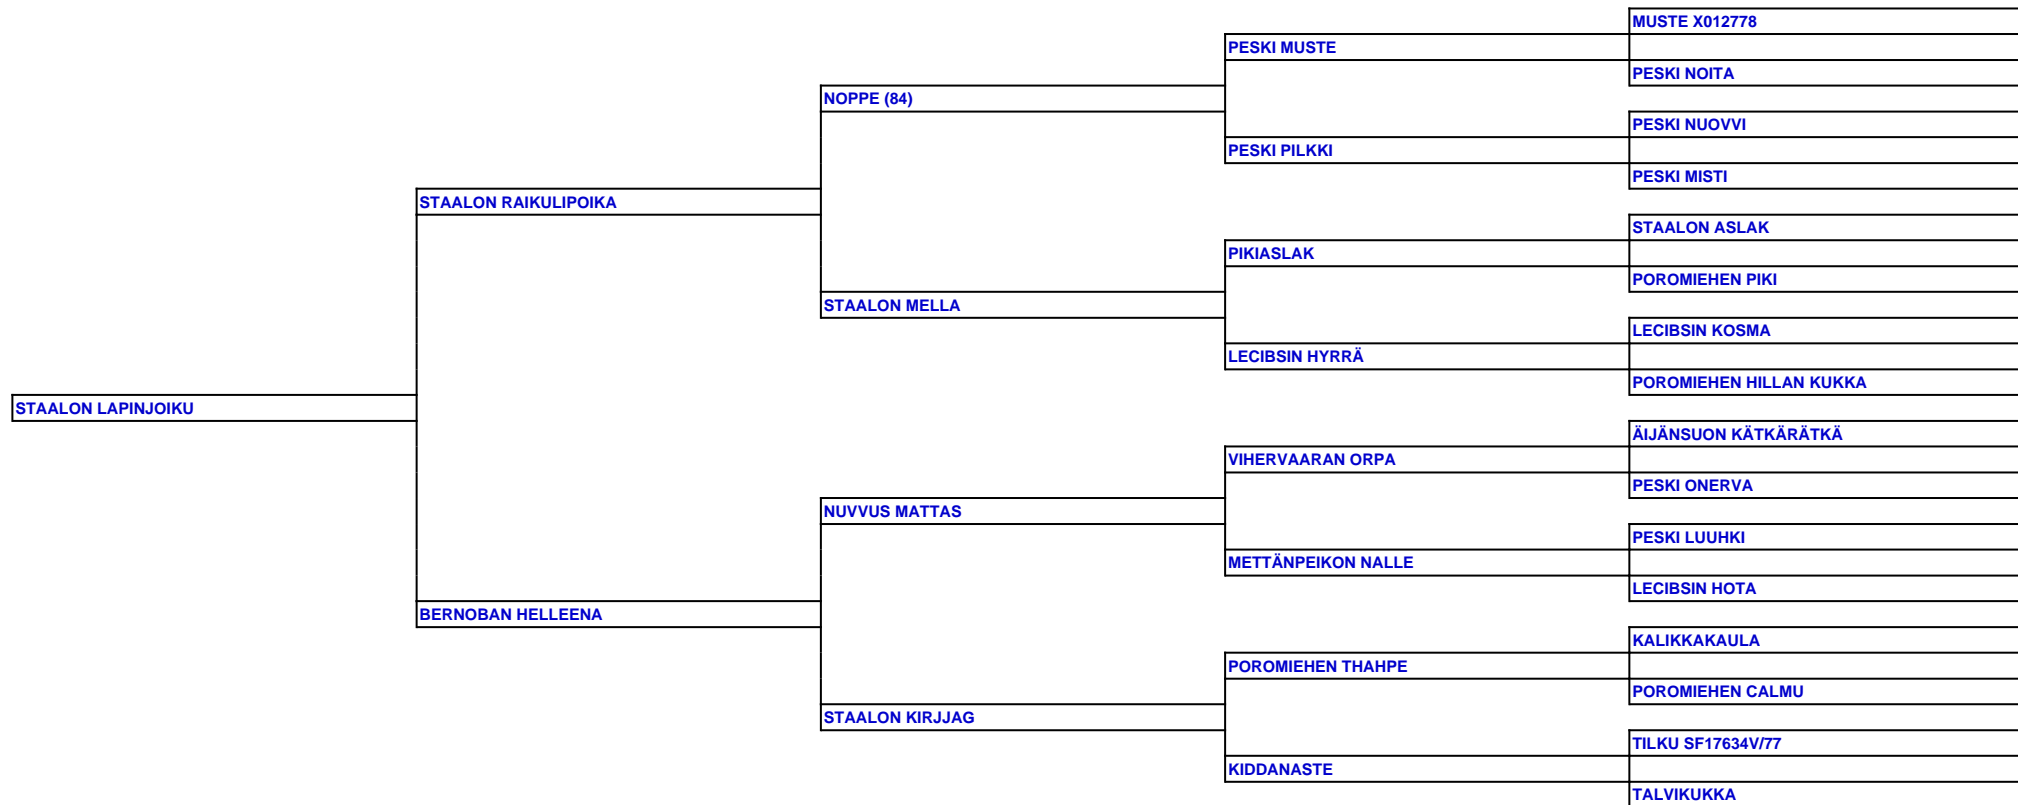 MUSTE X012778
PESKI MUSTE
PESKI NOITA
NOPPE (84)
PESKI NUOVVI
PESKI PILKKI
PESKI MISTI
STAALON RAIKULIPOIKA
STAALON ASLAK
PIKIASLAK
POROMIEHEN PIKI
STAALON MELLA
LECIBSIN KOSMA
LECIBSIN HYRRÄ
POROMIEHEN HILLAN KUKKA
STAALON LAPINJOIKU
ÄIJÄNSUON KÄTKÄRÄTKÄ
VIHERVAARAN ORPA
PESKI ONERVA
NUVVUS MATTAS
PESKI LUUHKI
METTÄNPEIKON NALLE
LECIBSIN HOTA
BERNOBAN HELLEENA
KALIKKAKAULA
POROMIEHEN THAHPE
POROMIEHEN CALMU
STAALON KIRJJAG
TILKU SF17634V/77
KIDDANASTE
TALVIKUKKA